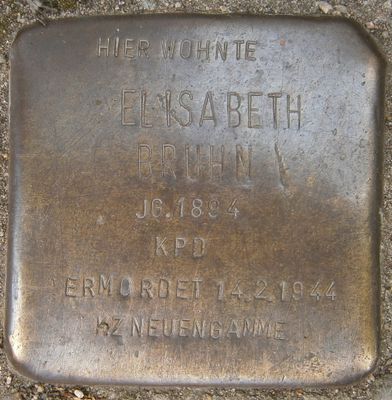 HIER WOHNTE
ELISABETH
BRUHN
JG. 1894
KPD
ERMORDET 14.2.1944
KZ NEUENGAMME